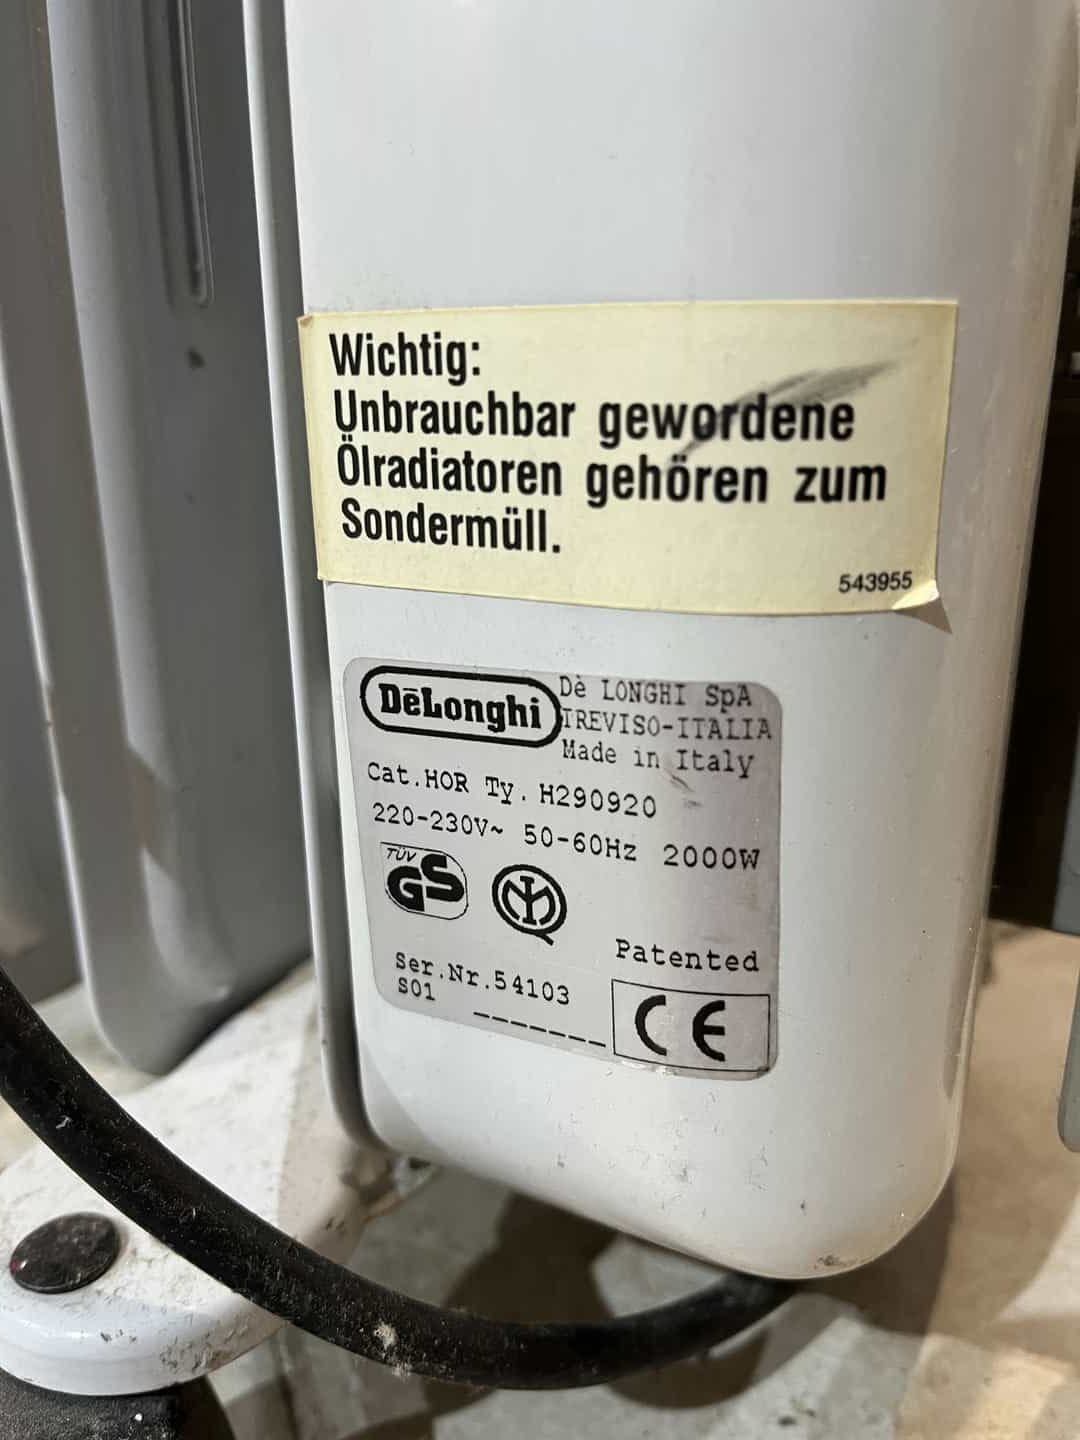 Wichtig:
Unbrauchbar gewordene
Ölradiatoren gehören zum
Sondermüll.
543955
DēLonghi
Dè LONGHI SpA
TREVISO-ITALIA
Made in Italy
Cat.HOR Ty. H290920
220-230V~ 50-60Hz 2000W
TÜV
GS
Patented
Ser.Nr.54103
S01
_______
CE